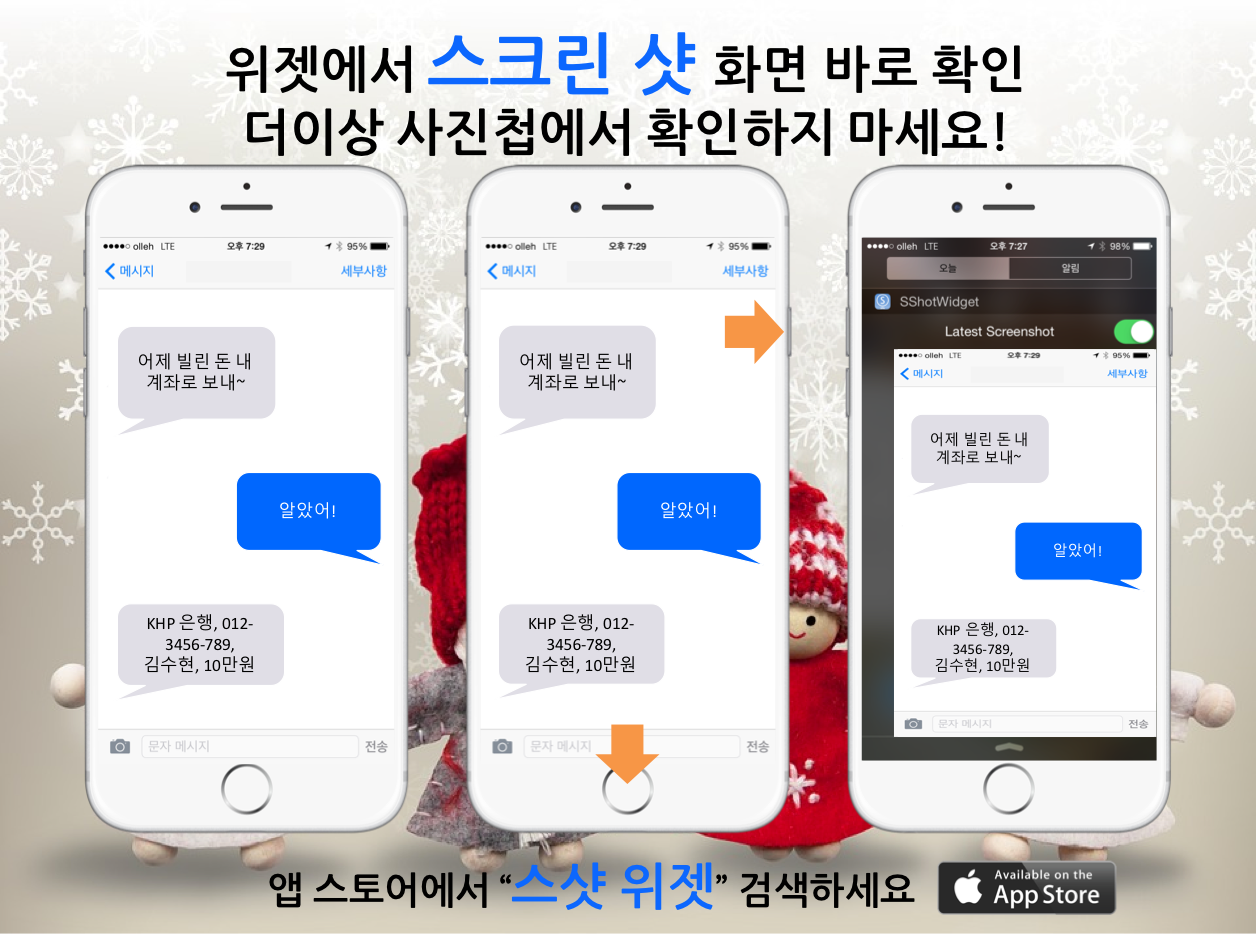 위젯에서 스크린 샷 화면 바로 확인
더이상 사진첩에서 확인하지 마세요!
olleh LTE 오후 7:29 95%
메시지 세부사항
어제 빌린 돈 내
계좌로 보내~
알았어!
KHP 은행, 012-
3456-789,
김수현, 10만원
문자 메시지 전송
olleh LTE 오후 7:29 95%
메시지 세부사항
어제 빌린 돈 내
계좌로 보내~
알았어!
KHP 은행, 012-
3456-789,
김수현, 10만원
문자 메시지 전송
olleh LTE 오후 7:27 98%
오늘 알림
SShotWidget
Latest Screenshot
olleh LTE 오후 7:29 95%
메시지 세부사항
어제 빌린 돈 내
계좌로 보내~
알았어!
KHP 은행, 012-
3456-789,
김수현, 10만원
문자 메시지 전송
앱 스토어에서 “스샷 위젯” 검색하세요
Available on the
App Store